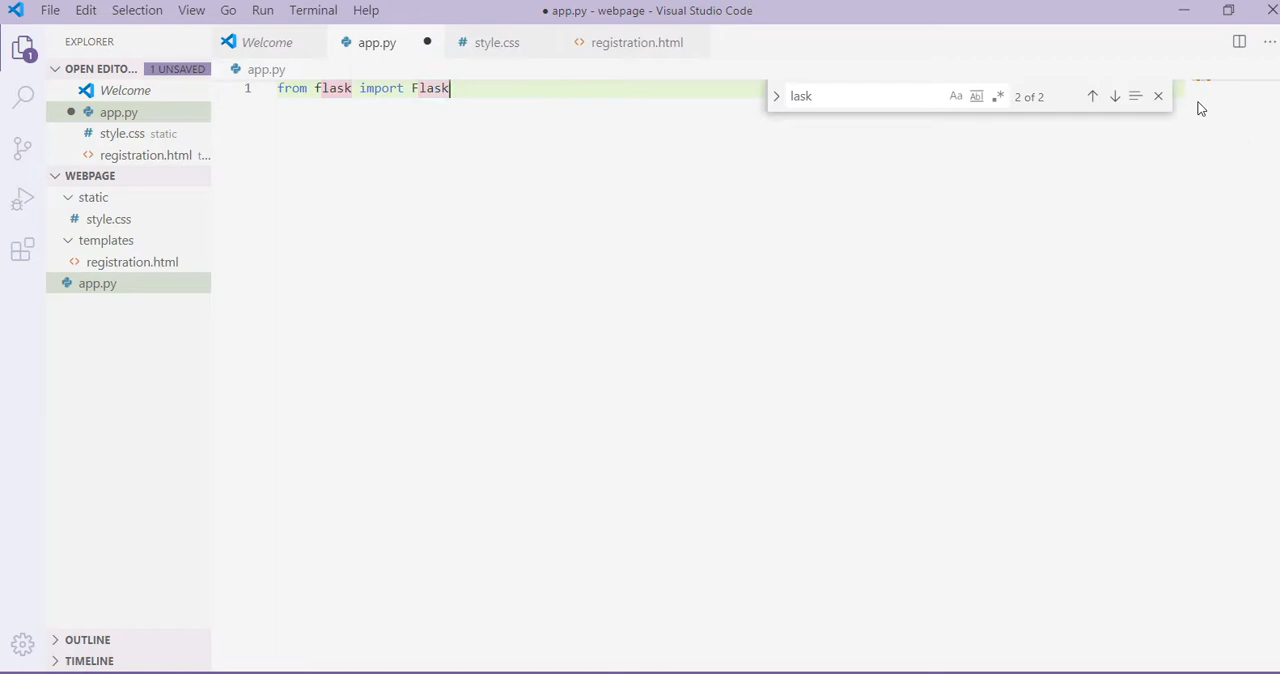 File Edit Selection View Go Run Terminal Help ● app.py - webpage - Visual Studio Code
EXPLORER Welcome app.py ● # style.css <> registration.html
OPEN EDITO... 1 UNSAVED app.py
Welcome
● app.py
# style.css static
<> registration.html t...
WEBPAGE
static
# style.css
templates
<> registration.html
app.py
OUTLINE
TIMELINE
1 from flask import Flask
lask Aa Abl .* 2 of 2
1